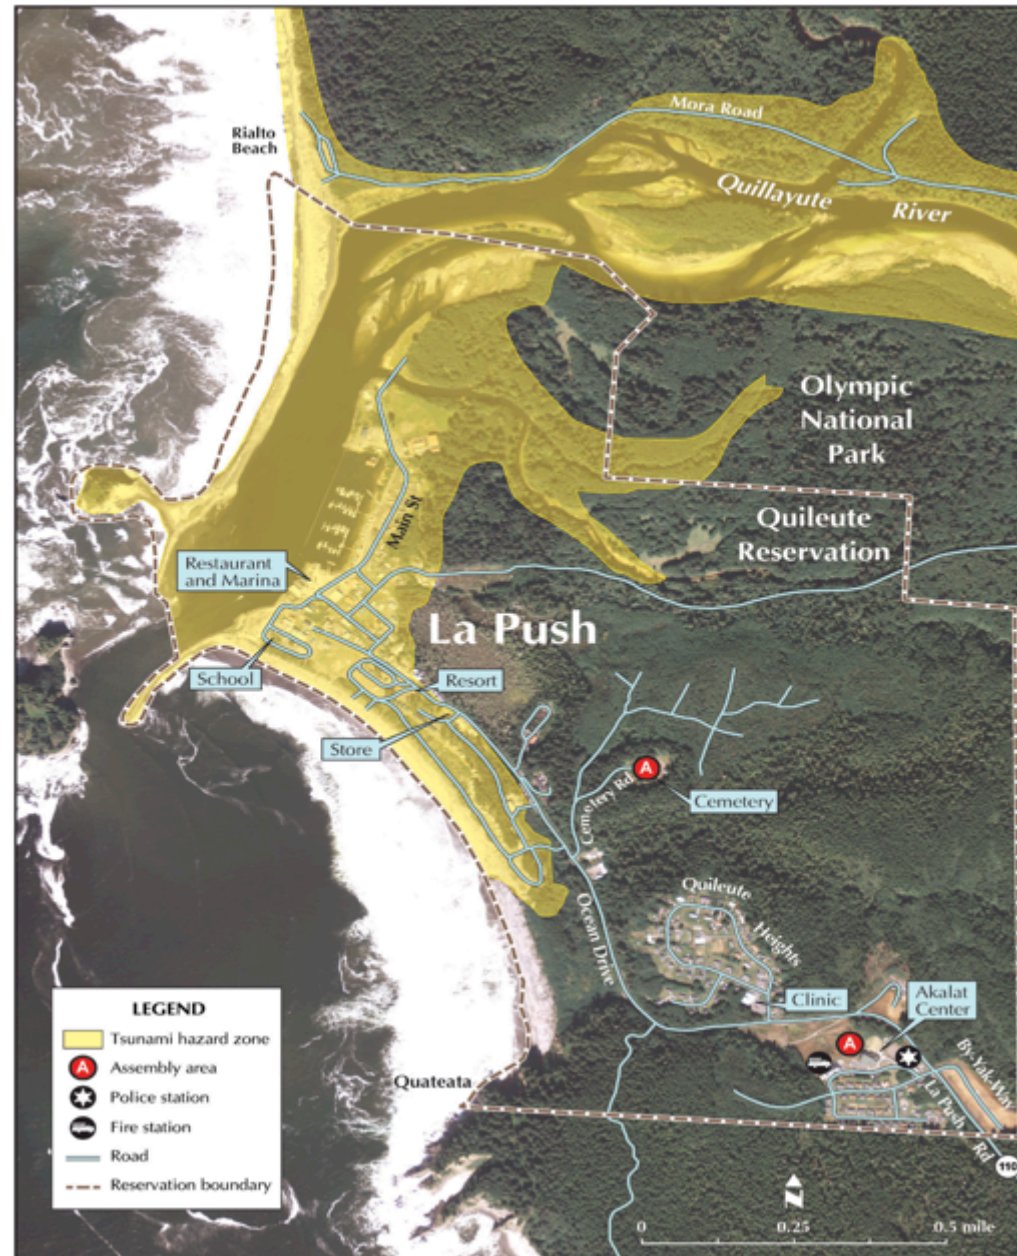 Mora Road
Rialto
Beach
Quillayute
River
Olympic
National
Park
Main St
Quileute
Reservation
Restaurant
and Marina
La Push
School
Resort
Store
A
Cemetery Rd
Cemetery
Quileute
Heights
Ocean Drive
Clinic
Akalat
Center
A
By-Yak-Way
La Push
Rd
110
Quateata
LEGEND
Tsunami hazard zone
A
Assembly area
Police station
Fire station
Road
Reservation boundary
N
0
0.25
0.5 mile